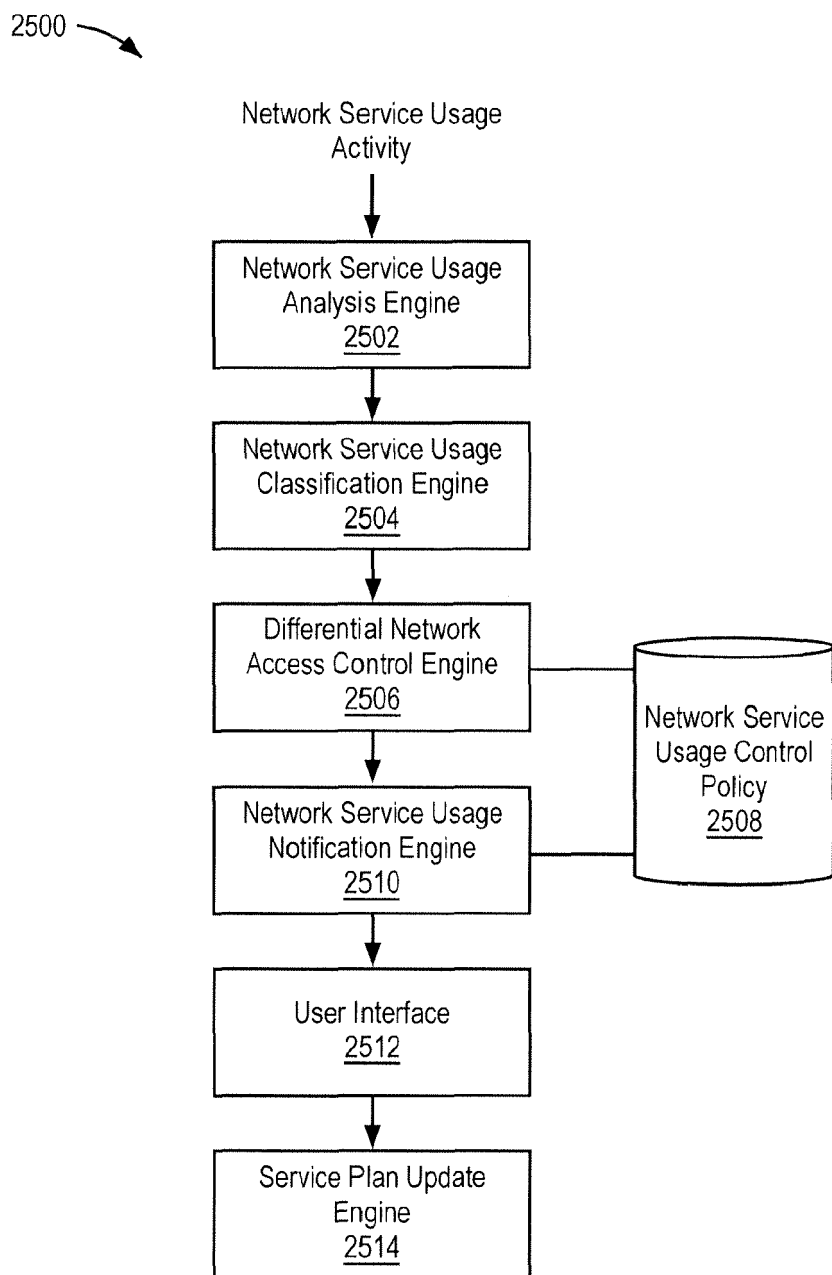 2500
Network Service Usage
Activity
Network Service Usage
Analysis Engine
2502
Network Service Usage
Classification Engine
2504
Differential Network
Access Control Engine
2506
Network Service
Usage Control
Policy
2508
Network Service Usage
Notification Engine
2510
User Interface
2512
Service Plan Update
Engine
2514